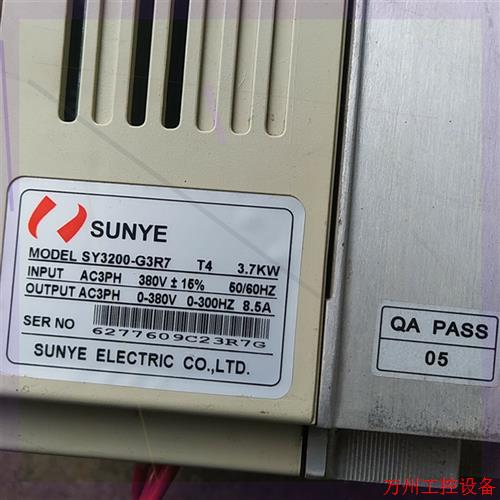 SUNYE
MODEL SY3200-G3R7 T4 3.7KW
INPUT AC3PH 380V ± 15% 50/60HZ
OUTPUT AC3PH 0-380V 0-300HZ 8.5A
SER NO
6277609C23R7G
SUNYE ELECTRIC CO.,LTD.
QA PASS
05
万州工控设备